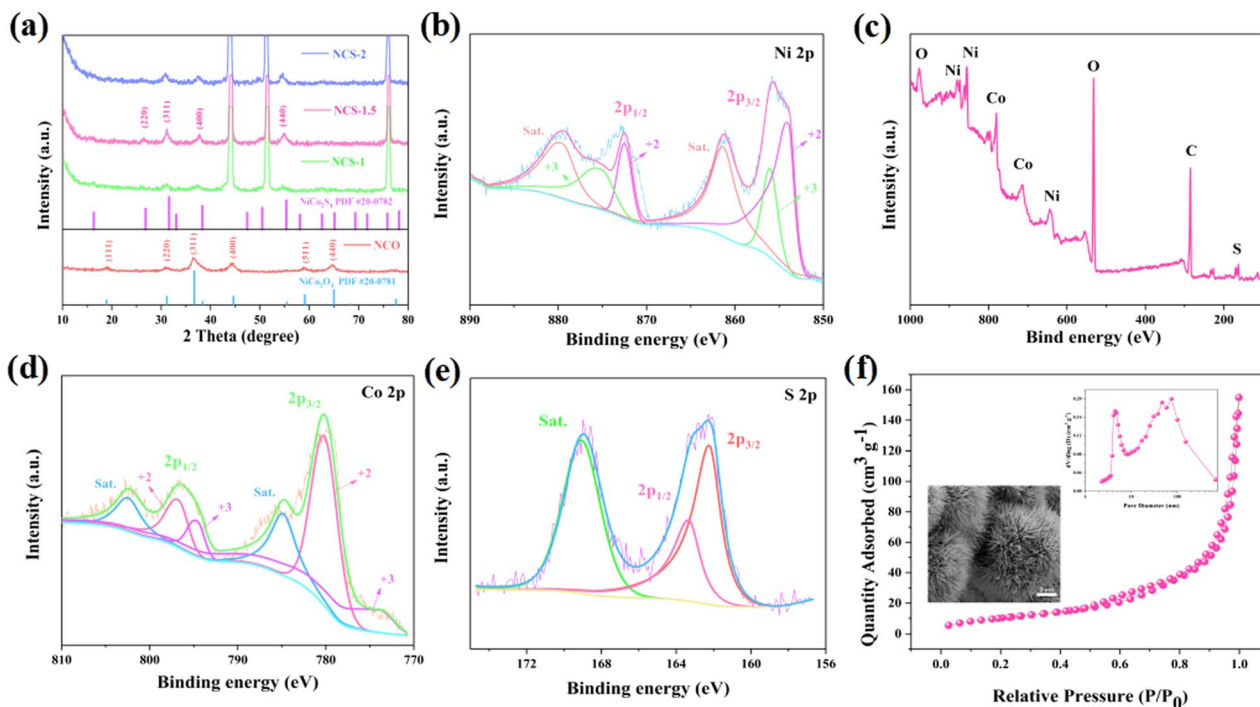 (a)
Intensity (a.u.)
NCS-2
NCS-1.5
(220)
(311)
(400)
(440)
NCS-1
NiCo₂S₄ PDF #20-0782
NCO
(111)
(220)
(311)
(400)
(511)
(440)
NiCo₂O₄ PDF #20-0781
10 20 30 40 50 60 70 80
2 Theta (degree)
(b)
Ni 2p
Intensity (a.u.)
Sat.
+3
2p1/2
+2
Sat.
2p3/2
+2
+3
890 880 870 860 850
Binding energy (eV)
(c)
Intensity (a.u.)
O
Ni
Ni
Co
Co
Ni
O
C
S
1000 800 600 400 200
Bind energy (eV)
(d)
Co 2p
Intensity (a.u.)
Sat.
+2
2p1/2
+3
Sat.
2p3/2
+2
+3
810 800 790 780 770
Binding energy (eV)
(e)
S 2p
Intensity (a.u.)
Sat.
2p1/2
2p3/2
172 168 164 160 156
Binding energy (eV)
(f)
Quantity Adsorbed (cm³ g⁻¹)
160
140
120
100
80
60
40
20
0
0.0 0.2 0.4 0.6 0.8 1.0
Relative Pressure (P/P₀)
Pore Diameter (nm)
10 100